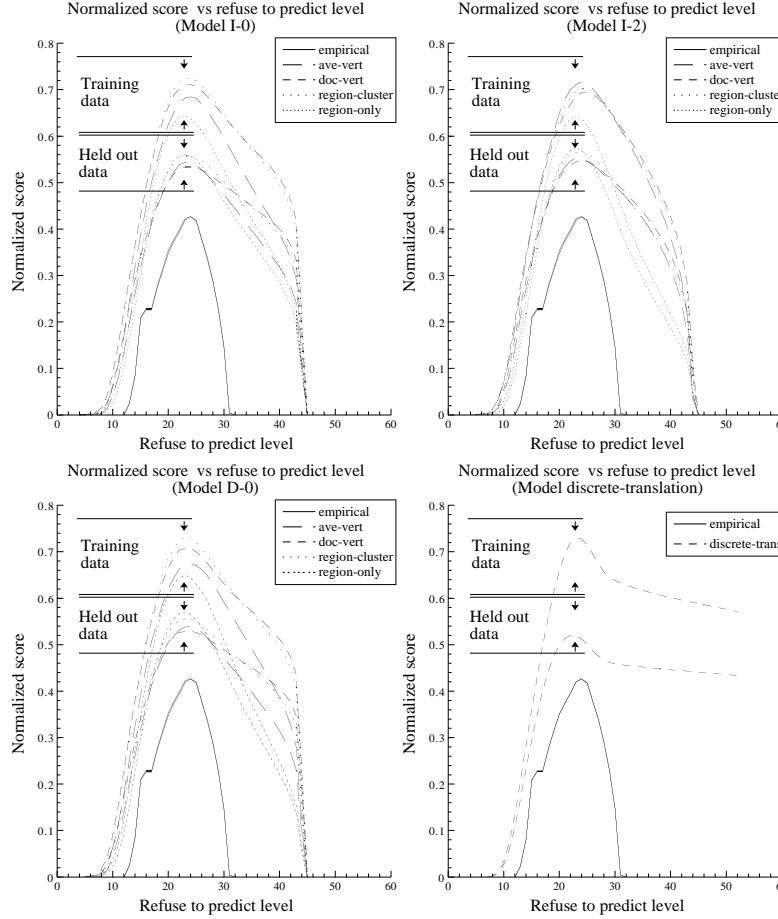 Normalized score vs refuse to predict level
(Model I-0)
0.8
0.7
0.6
0.5
0.4
0.3
0.2
0.1
0
Normalized score
Training
data
Held out
data
empirical
ave-vert
doc-vert
region-cluster
region-only
0 10 20 30 40 50 60
Refuse to predict level
Normalized score vs refuse to predict level
(Model I-2)
0.8
0.7
0.6
0.5
0.4
0.3
0.2
0.1
0
Normalized score
Training
data
Held out
data
empirical
ave-vert
doc-vert
region-cluster
region-only
0 10 20 30 40 50 60
Refuse to predict level
Normalized score vs refuse to predict level
(Model D-0)
0.8
0.7
0.6
0.5
0.4
0.3
0.2
0.1
0
Normalized score
Training
data
Held out
data
empirical
ave-vert
doc-vert
region-cluster
region-only
0 10 20 30 40 50 60
Refuse to predict level
Normalized score vs refuse to predict level
(Model discrete-translation)
0.8
0.7
0.6
0.5
0.4
0.3
0.2
0.1
0
Normalized score
Training
data
Held out
data
empirical
discrete-trans
0 10 20 30 40 50 60
Refuse to predict level